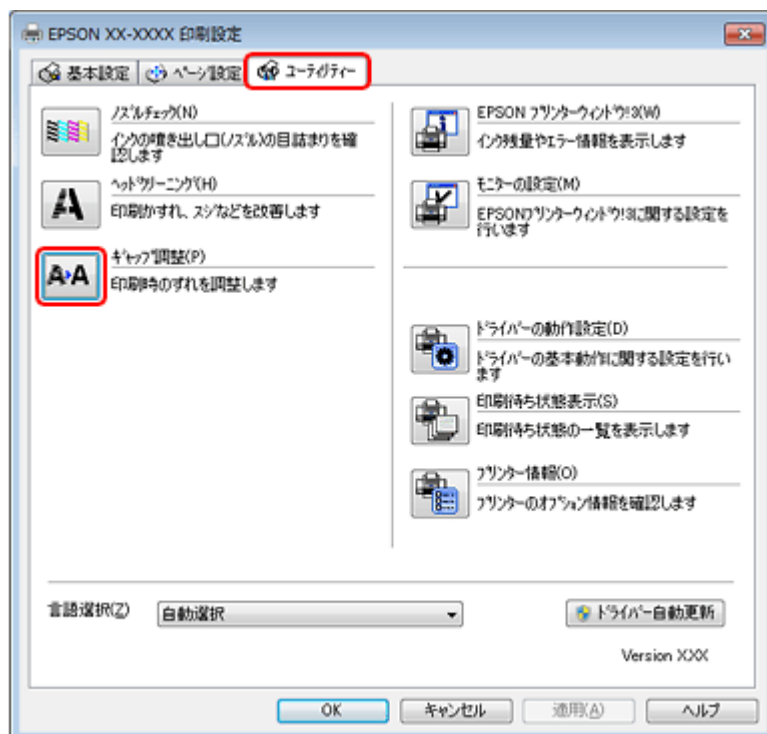 EPSON XX-XXXX 印刷設定
基本設定
ページ設定
ユーティリティー
ノズルチェック(N)
インクの噴き出し口(ノズル)の目詰まりを確
認します
ヘッドクリーニング(H)
印刷かすれ、スジなどを改善します
ギャップ調整(P)
印刷時のずれを調整します
EPSON プリンターウィンドウ!3(W)
インク残量やエラー情報を表示します
モニターの設定(M)
EPSONプリンターウィンドウ!3に関する設定を
行います
ドライバーの動作設定(D)
ドライバーの基本動作に関する設定を行い
ます
印刷待ち状態表示(S)
印刷待ち状態の一覧を表示します
プリンター情報(O)
プリンターのオプション情報を確認します
言語選択(Z)
自動選択
ドライバー自動更新
Version X.XX
OK
キャンセル
適用(A)
ヘルプ